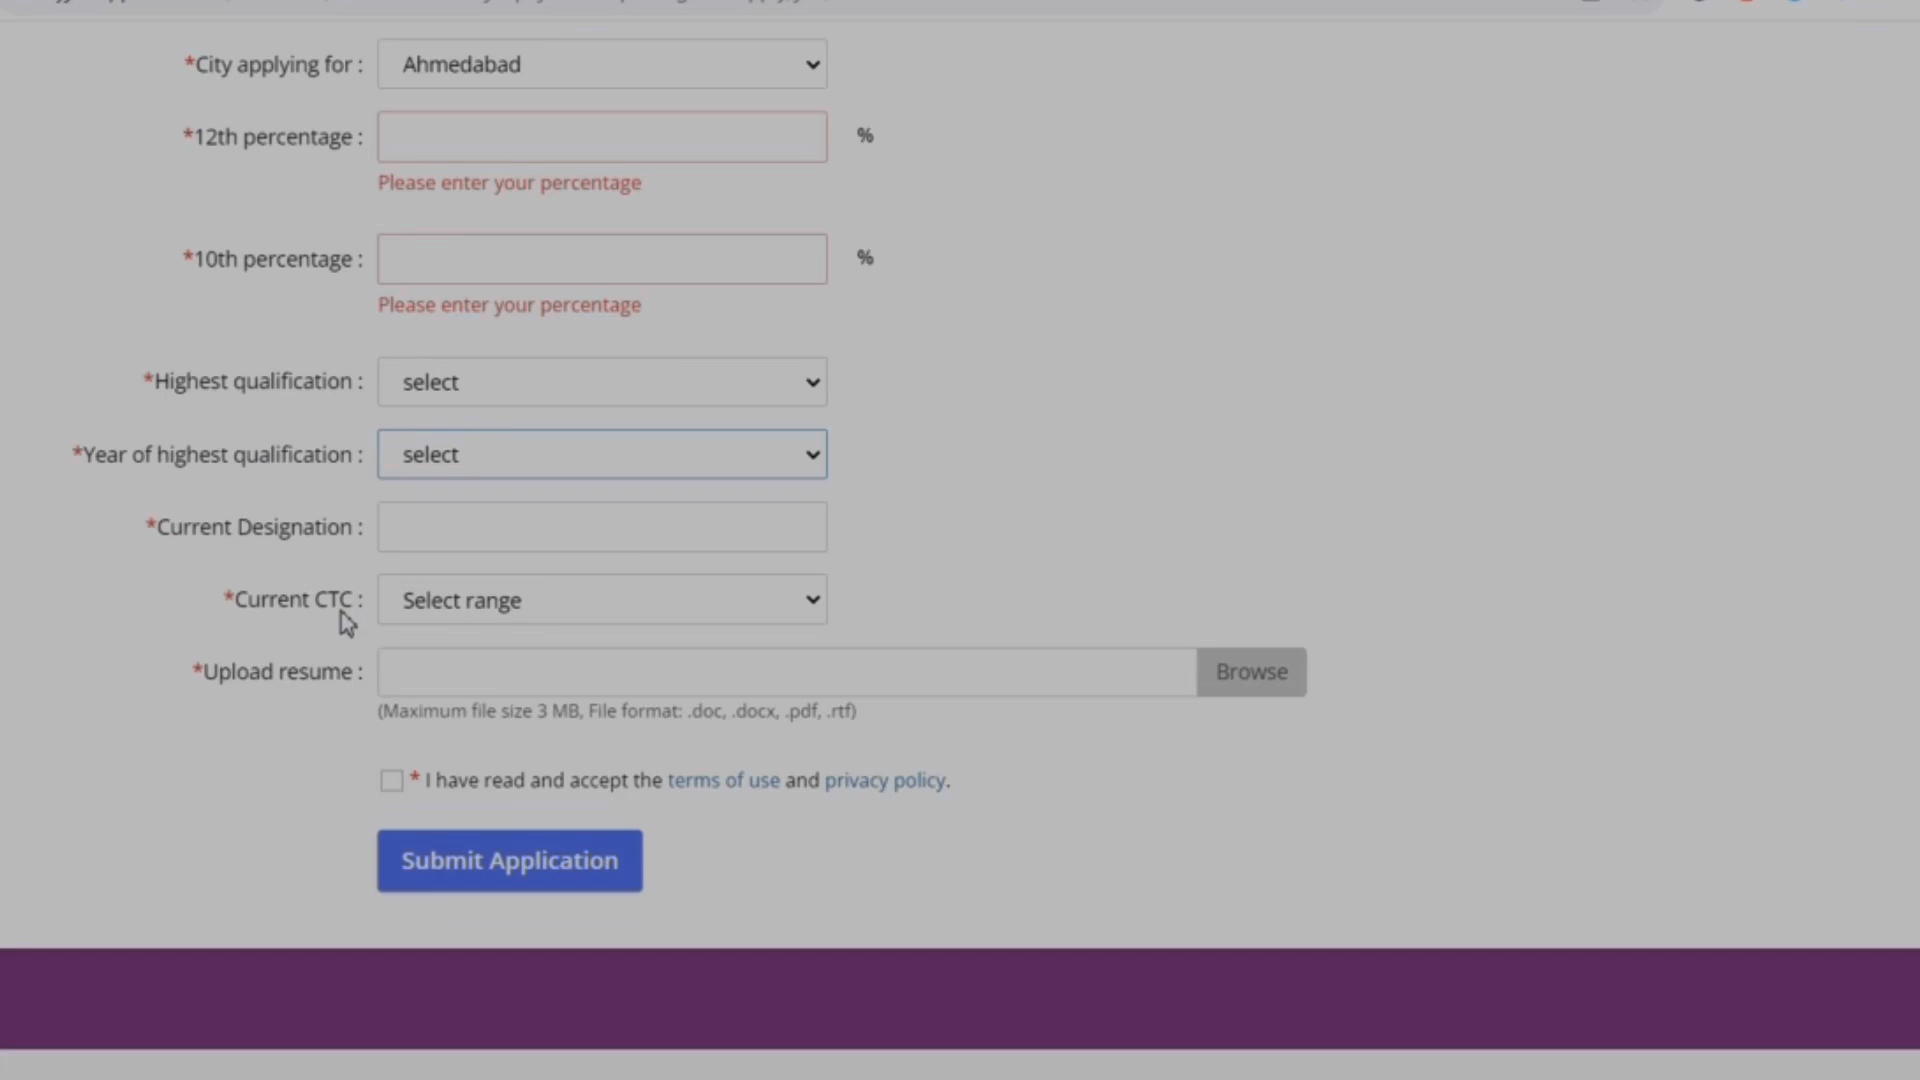 *City applying for :
Ahmedabad
*12th percentage :
%
Please enter your percentage
*10th percentage :
%
Please enter your percentage
*Highest qualification :
select
*Year of highest qualification :
select
*Current Designation :
*Current CTC :
Select range
*Upload resume :
Browse
(Maximum file size 3 MB, File format: .doc, .docx, .pdf, .rtf)
* I have read and accept the terms of use and privacy policy.
Submit Application